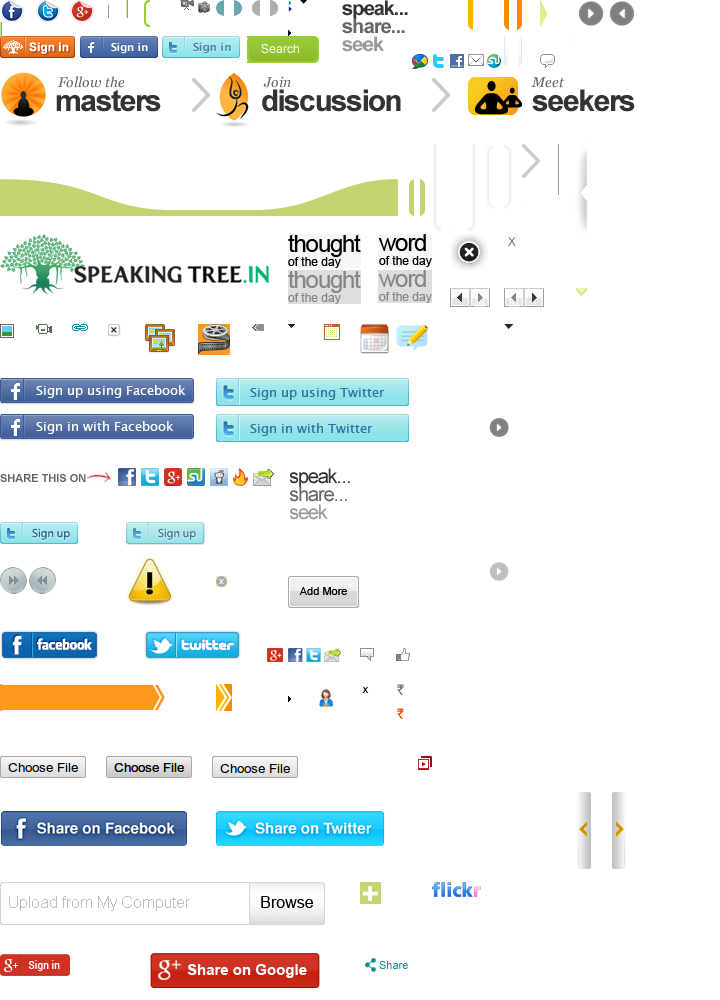 speak...
share...
seek
Sign in
Sign in
Sign in
Search
Follow the
masters
Join
discussion
Meet
seekers
SPEAKING TREE.IN
thought
of the day
thought
of the day
word
of the day
word
of the day
X
Sign up using Facebook
Sign up using Twitter
Sign in with Facebook
Sign in with Twitter
SHARE THIS ON
speak...
share...
seek
Sign up
Sign up
Add More
facebook
twitter
x
₹
₹
Choose File
Choose File
Choose File
Share on Facebook
Share on Twitter
Upload from My Computer
Browse
flickr
g+ Sign in
g+ Share on Google
Share